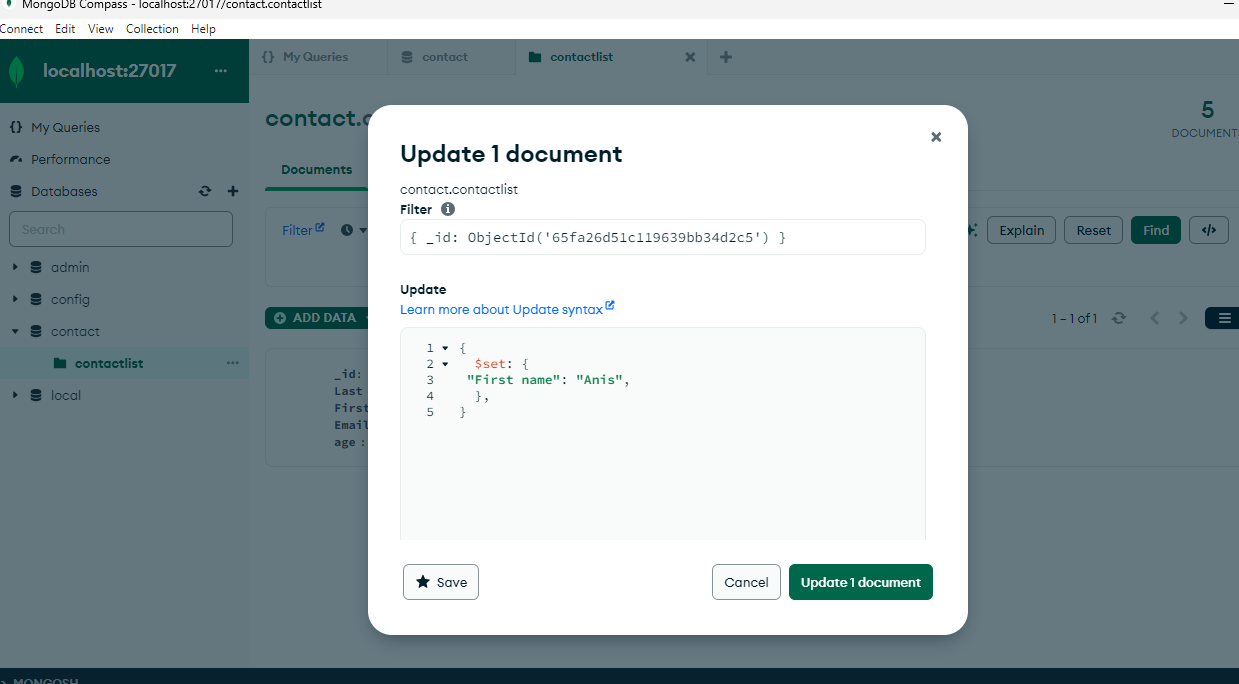 MongoDB Compass - localhost:27017/contact.contactlist
Connect Edit View Collection Help
localhost:27017 ...
{} My Queries
contact
contactlist
My Queries
Performance
Databases
Search
admin
config
contact
contactlist ...
local
contact.c
5
DOCUMENT
Documents
Filter
Explain
Reset
Find
</>
ADD DATA
1 – 1 of 1
_id:
Last
First
Email
age :
Update 1 document
contact.contactlist
Filter
{ _id: ObjectId('65fa26d51c119639bb34d2c5') }
Update
Learn more about Update syntax
1 {
2 $set: {
3 "First name": "Anis",
4 },
5 }
Save
Cancel
Update 1 document
>_MONGOSH